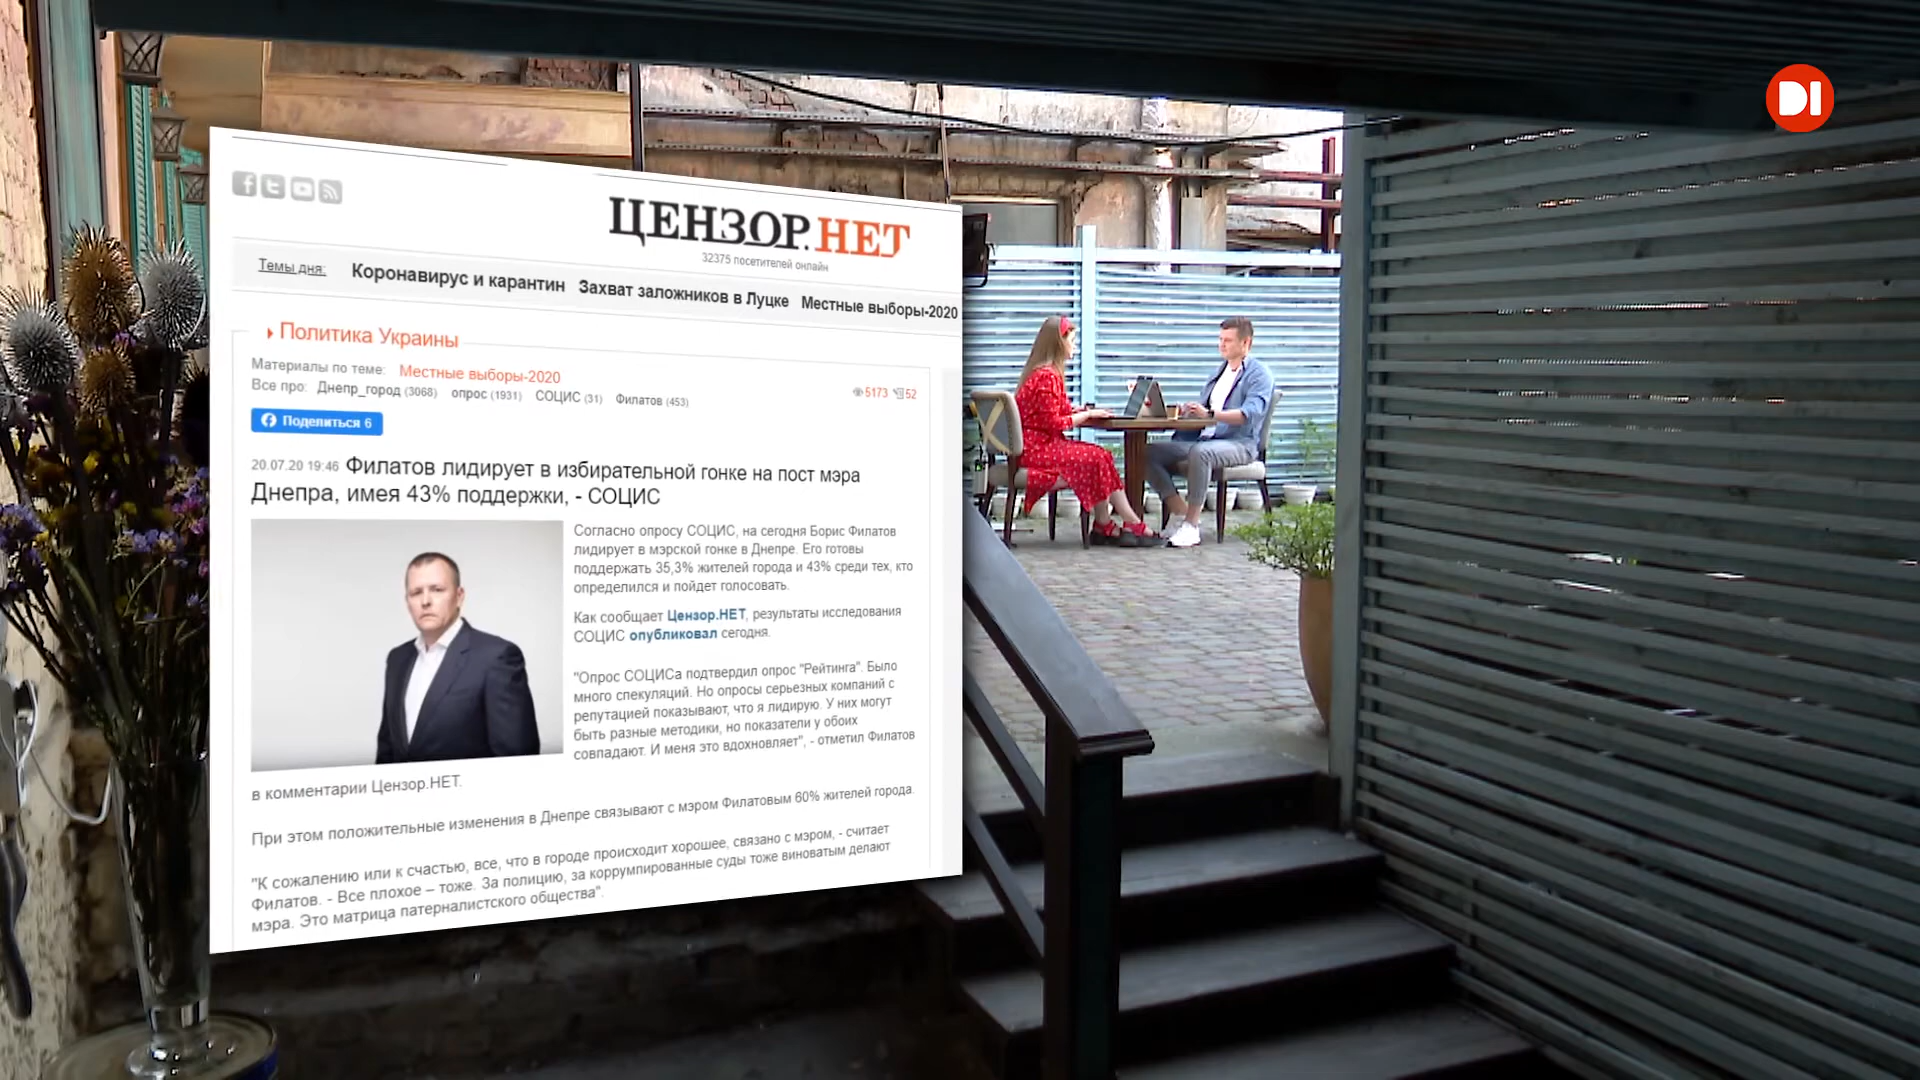 DI
ЦЕНЗОР.НЕТ
32375 посетителей онлайн
Темы дня: Коронавирус и карантин Захват заложников в Луцке Местные выборы-2020
Политика Украины
Материалы по теме: Местные выборы-2020
Все про: Днепр_город (3068) опрос (1931) СОЦИС (31) Филатов (453)
5173 52
Поделиться 6
20.07.20 19:46 Филатов лидирует в избирательной гонке на пост мэра
Днепра, имея 43% поддержки, - СОЦИС
Согласно опросу СОЦИС, на сегодня Борис Филатов
лидирует в мэрской гонке в Днепре. Его готовы
поддержать 35,3% жителей города и 43% среди тех, кто
определился и пойдет голосовать.
Как сообщает Цензор.НЕТ, результаты исследования
СОЦИС опубликовал сегодня.
"Опрос СОЦИСа подтвердил опрос "Рейтинга". Было
много спекуляций. Но опросы серьезных компаний с
репутацией показывают, что я лидирую. У них могут
быть разные методики, но показатели у обоих
совпадают. И меня это вдохновляет", - отметил Филатов
в комментарии Цензор.НЕТ.
При этом положительные изменения в Днепре связывают с мэром Филатовым 60% жителей города.
"К сожалению или к счастью, все, что в городе происходит хорошее, связано с мэром, - считает
Филатов. - Все плохое – тоже. За полицию, за коррумпированные суды тоже виноватым делают
мэра. Это матрица патерналистского общества".